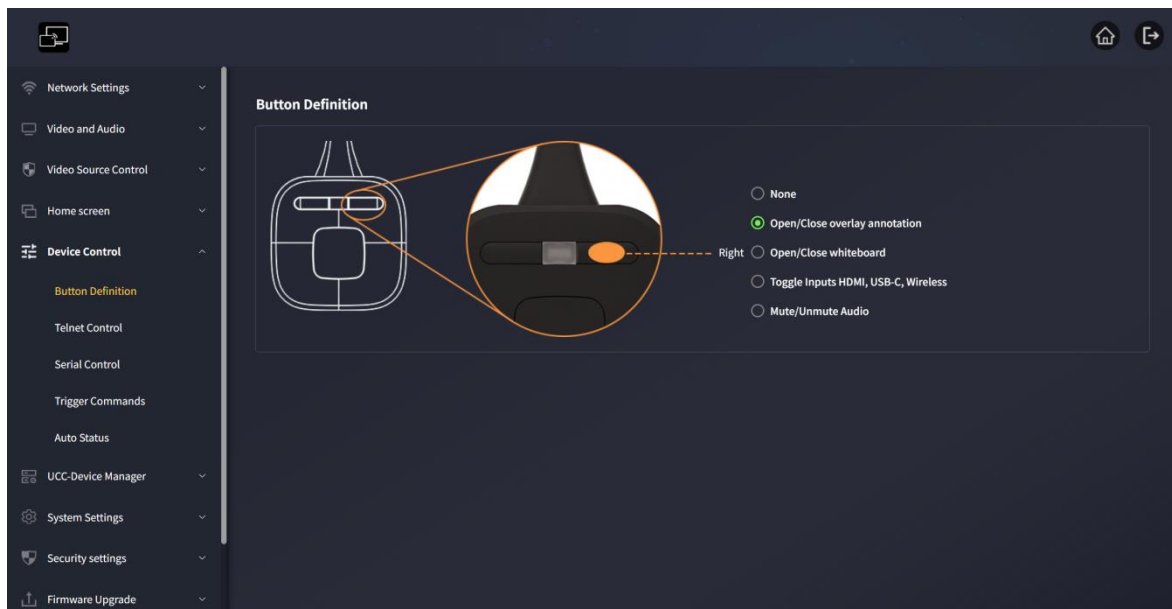 Network Settings
Video and Audio
Video Source Control
Home screen
Device Control
Button Definition
Telnet Control
Serial Control
Trigger Commands
Auto Status
UCC-Device Manager
System Settings
Security settings
Firmware Upgrade
Button Definition
Right
None
Open/Close overlay annotation
Open/Close whiteboard
Toggle Inputs HDMI, USB-C, Wireless
Mute/Unmute Audio